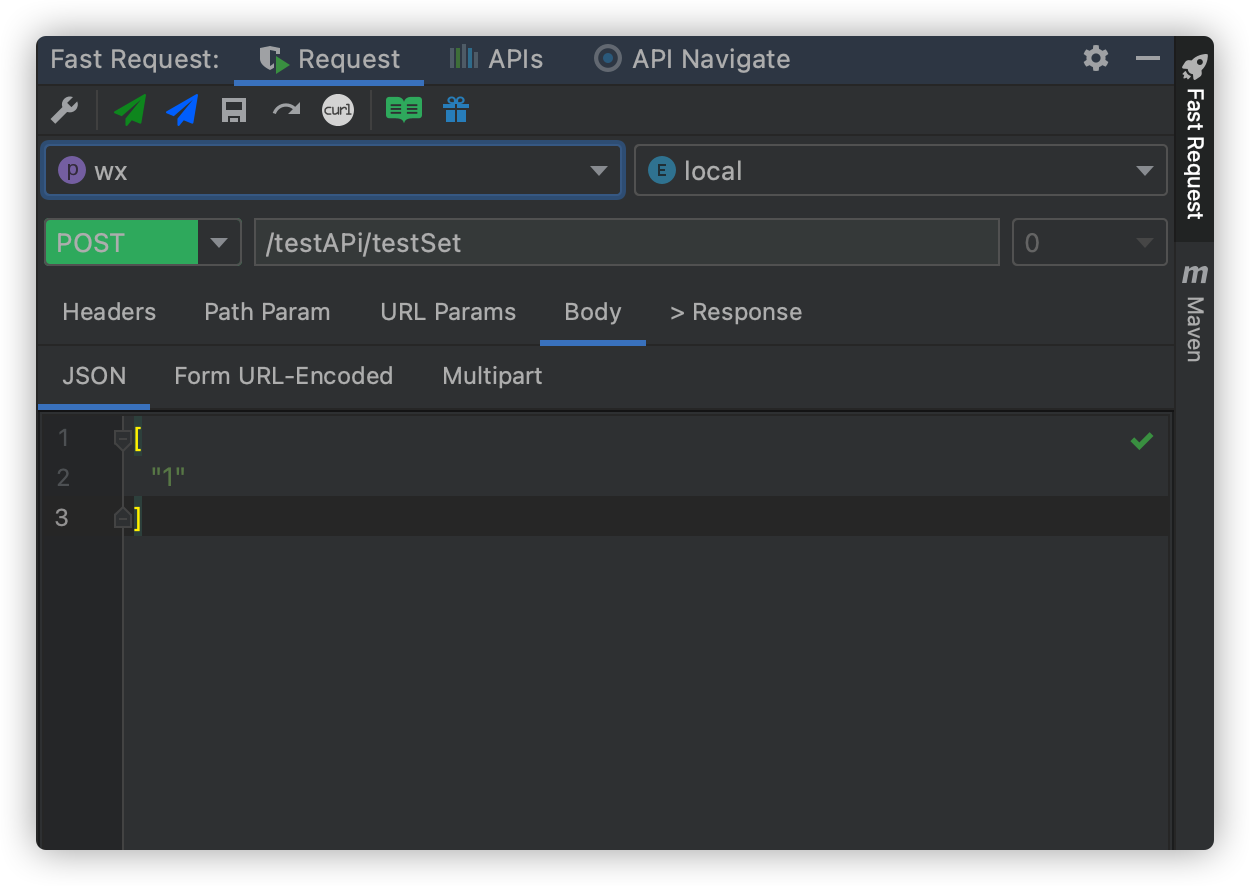 Fast Request: Request APIs API Navigate
curl
p wx E local
POST /testAPi/testSet 0
Headers Path Param URL Params Body > Response
JSON Form URL-Encoded Multipart
1 [
2 "1"
3 ]
Fast Request
m Maven